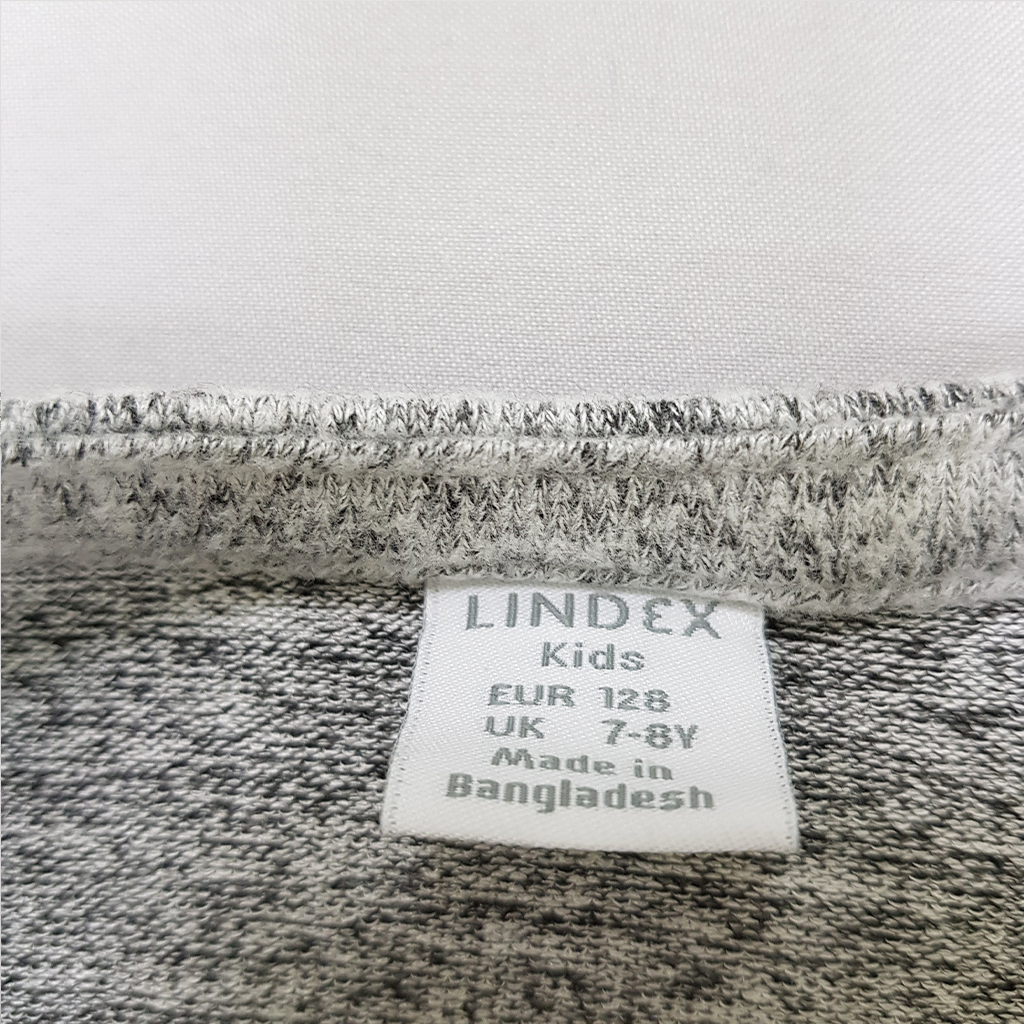 LINDEX
Kids
EUR 128
UK 7-8Y
Made in
Bangladesh